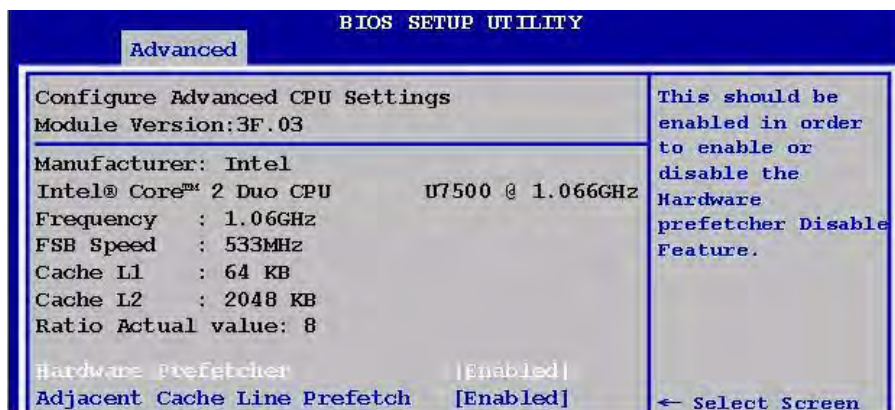 BIOS SETUP UTILITY
Advanced
Configure Advanced CPU Settings
Module Version:3F.03
Manufacturer: Intel
Intel® Core™ 2 Duo CPU U7500 @ 1.066GHz
Frequency : 1.06GHz
FSB Speed : 533MHz
Cache L1 : 64 KB
Cache L2 : 2048 KB
Ratio Actual value: 8
Hardware Prefetcher [Enabled]
Adjacent Cache Line Prefetch [Enabled]
This should be
enabled in order
to enable or
disable the
Hardware
prefetcher Disable
Feature.
← Select Screen